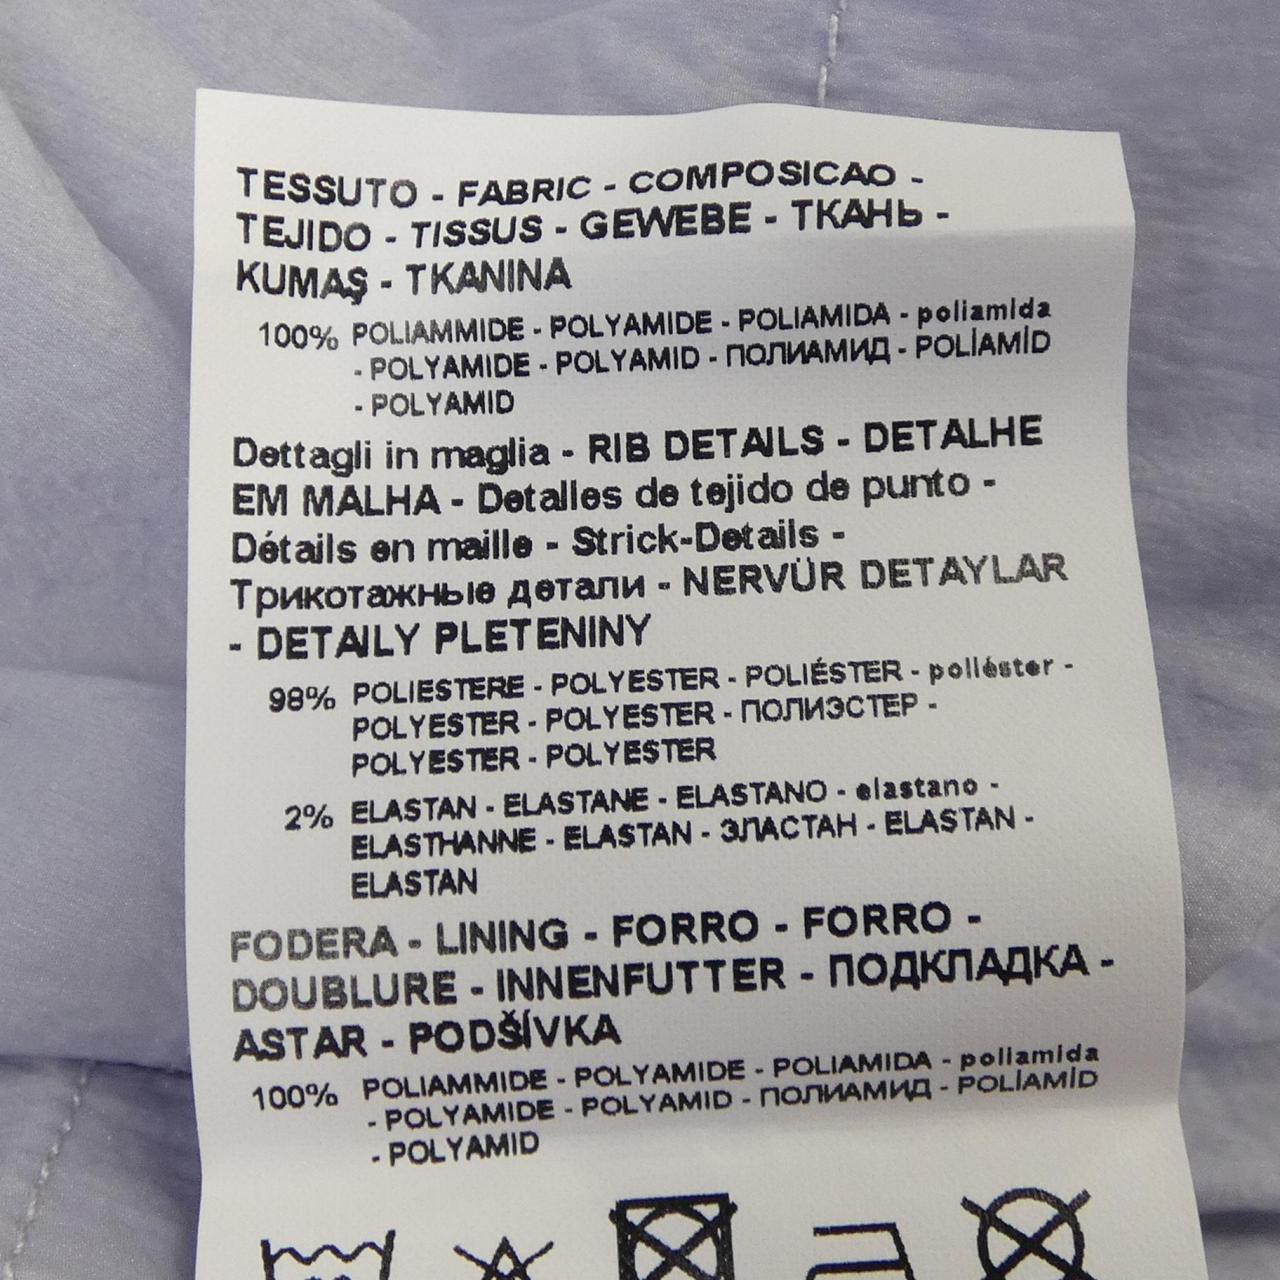 TESSUTO - FABRIC - COMPOSICAO -
TEJIDO - TISSUS - GEWEBE - ТКАНЬ -
KUMAŞ - TKANINA
100% POLIAMMIDE - POLYAMIDE - POLIAMIDA - poliamida
- POLYAMIDE - POLYAMID - ПОЛИАМИД - POLİAMİD
- POLYAMID
Dettagli in maglia - RIB DETAILS - DETALHE
EM MALHA - Detalles de tejido de punto -
Détails en maille - Strick-Details -
Трикотажные детали - NERVÜR DETAYLAR
- DETAILY PLETENINY
98% POLIESTERE - POLYESTER - POLIÉSTER - poliéster -
POLYESTER - POLYESTER - ПОЛИЭСТЕР -
POLYESTER - POLYESTER
2% ELASTAN - ELASTANE - ELASTANO - elastano -
ELASTHANNE - ELASTAN - ЭЛАСТАН - ELASTAN -
ELASTAN
FODERA - LINING - FORRO - FORRO -
DOUBLURE - INNENFUTTER - ПОДКЛАДКА -
ASTAR - PODŠÍVKA
100% POLIAMMIDE - POLYAMIDE - POLIAMIDA - poliamida
- POLYAMIDE - POLYAMID - ПОЛИАМИД - POLİAMİD
- POLYAMID